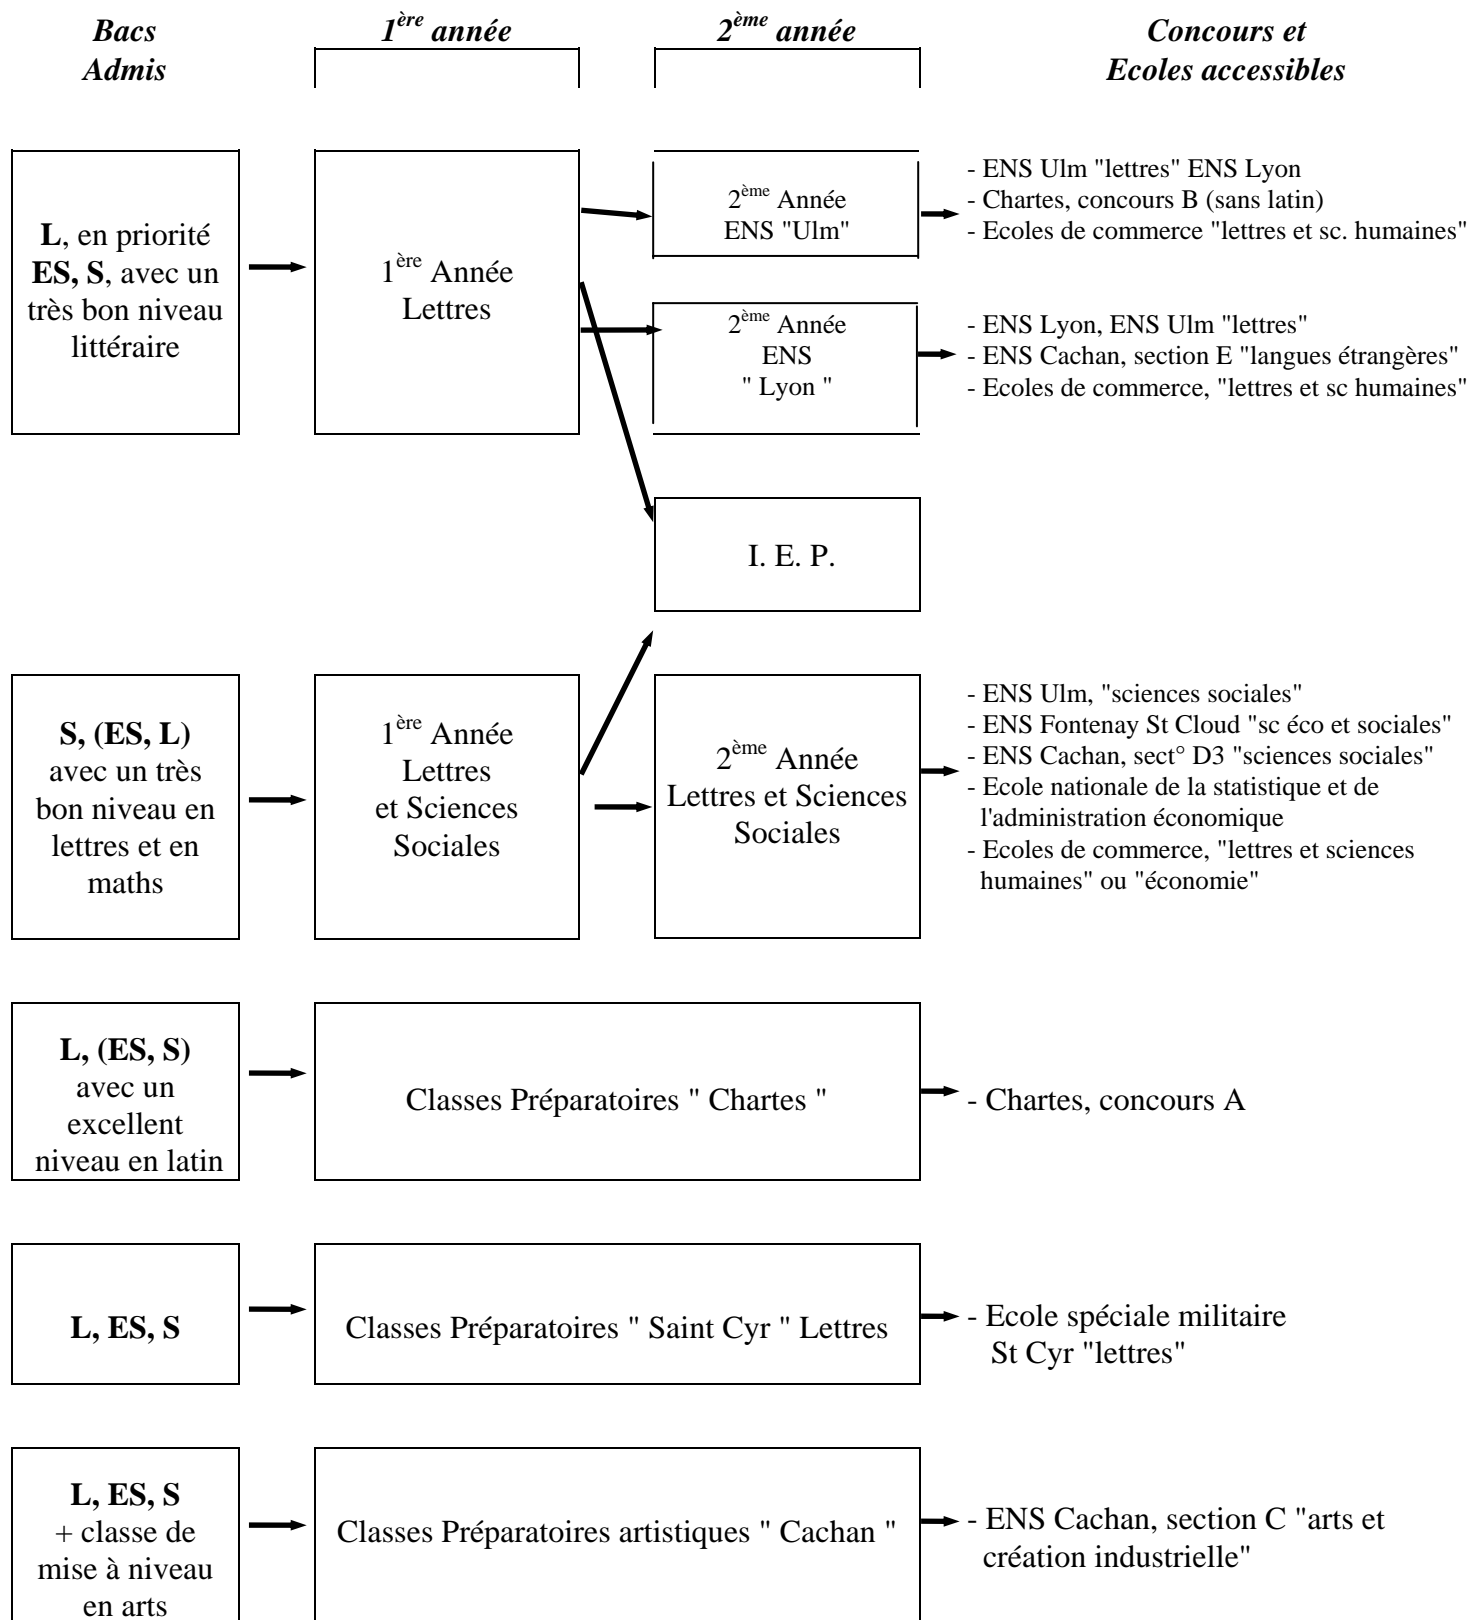 Bacs
Admis
1ère année
2ème année
Concours et
Ecoles accessibles
L, en priorité
ES, S, avec un
très bon niveau
littéraire
1ère Année
Lettres
2ème Année
ENS "Ulm"
- ENS Ulm "lettres" ENS Lyon
- Chartes, concours B (sans latin)
- Ecoles de commerce "lettres et sc. humaines"
2ème Année
ENS
" Lyon "
- ENS Lyon, ENS Ulm "lettres"
- ENS Cachan, section E "langues étrangères"
- Ecoles de commerce, "lettres et sc humaines"
I. E. P.
S, (ES, L)
avec un très
bon niveau en
lettres et en
maths
1ère Année
Lettres
et Sciences
Sociales
2ème Année
Lettres et Sciences
Sociales
- ENS Ulm, "sciences sociales"
- ENS Fontenay St Cloud "sc éco et sociales"
- ENS Cachan, sect° D3 "sciences sociales"
- Ecole nationale de la statistique et de
l'administration économique
- Ecoles de commerce, "lettres et sciences
humaines" ou "économie"
L, (ES, S)
avec un
excellent
niveau en latin
Classes Préparatoires " Chartes "
- Chartes, concours A
L, ES, S
Classes Préparatoires " Saint Cyr " Lettres
- Ecole spéciale militaire
St Cyr "lettres"
L, ES, S
+ classe de
mise à niveau
en arts
Classes Préparatoires artistiques " Cachan "
- ENS Cachan, section C "arts et
création industrielle"